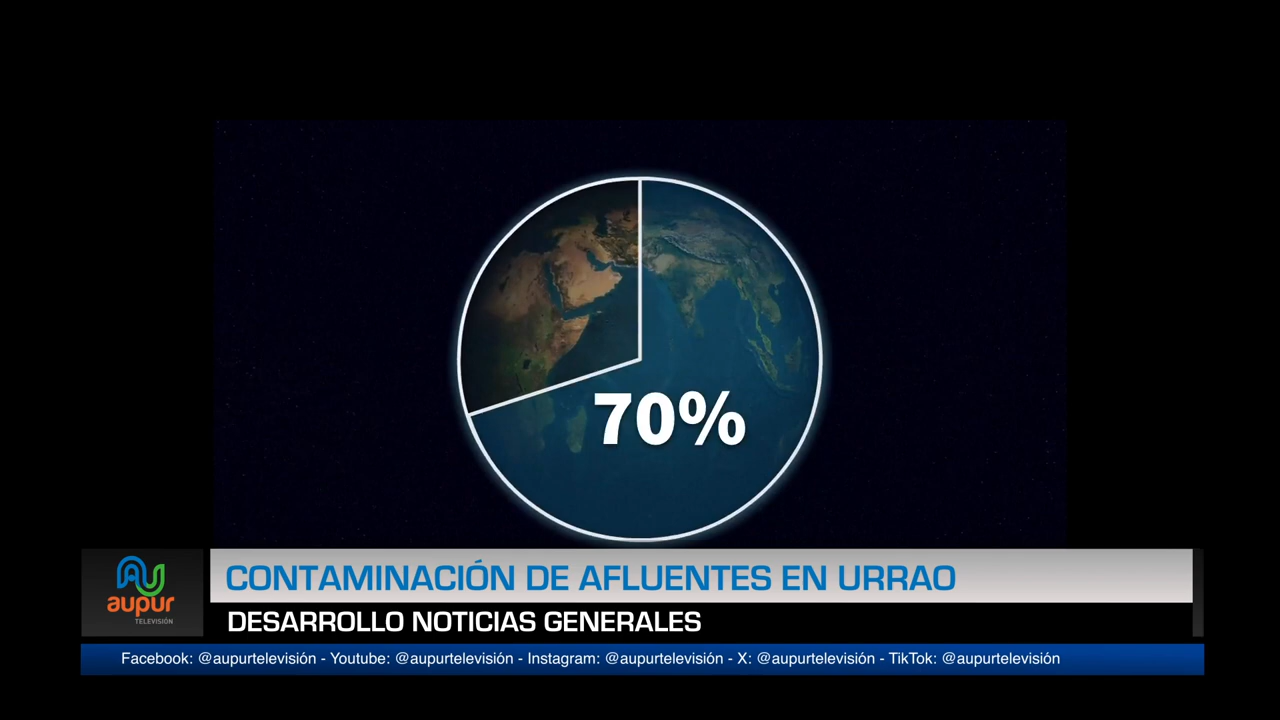 70%
CONTAMINACIÓN DE AFLUENTES EN URRAO
aupur
TELEVISIÓN
DESARROLLO NOTICIAS GENERALES
Facebook: @aupurtelevisión - Youtube: @aupurtelevisión - Instagram: @aupurtelevisión - X: @aupurtelevisión - TikTok: @aupurtelevisión